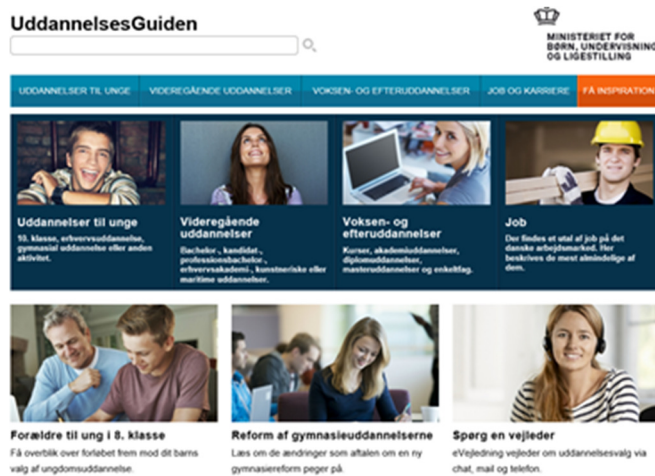 UddannelsesGuiden
MINISTERIET FOR
BØRN, UNDERVISNING
OG LIGESTILLING
UDDANNELSER TIL UNGE
VIDEREGÅENDE UDDANNELSER
VOKSEN- OG EFTERUDDANNELSER
JOB OG KARRIERE
FÅ INSPIRATION
Uddannelser til unge
10. klasse, erhvervsuddannelse,
gymnasial uddannelse eller anden
aktivitet.
Videregående
uddannelser
Bachelor-, kandidat-,
professionsbachelor-,
erhvervsakademi-, kunstneriske eller
maritime uddannelser.
Voksen- og
efteruddannelser
Kurser, akademiuddannelser,
diplomuddannelser,
masteruddannelser og enkeltfag.
Job
Der findes et utal af job på det
danske arbejdsmarked. Her
beskrives de mest almindelige af
dem.
Forældre til ung i 8. klasse
Få overblik over forløbet frem mod dit barns
valg af ungdomsuddannelse.
Reform af gymnasieuddannelserne
Læs om de ændringer som aftalen om en ny
gymnasiereform peger på.
Spørg en vejleder
eVejledning vejleder om uddannelsesvalg via
chat, mail og telefon.